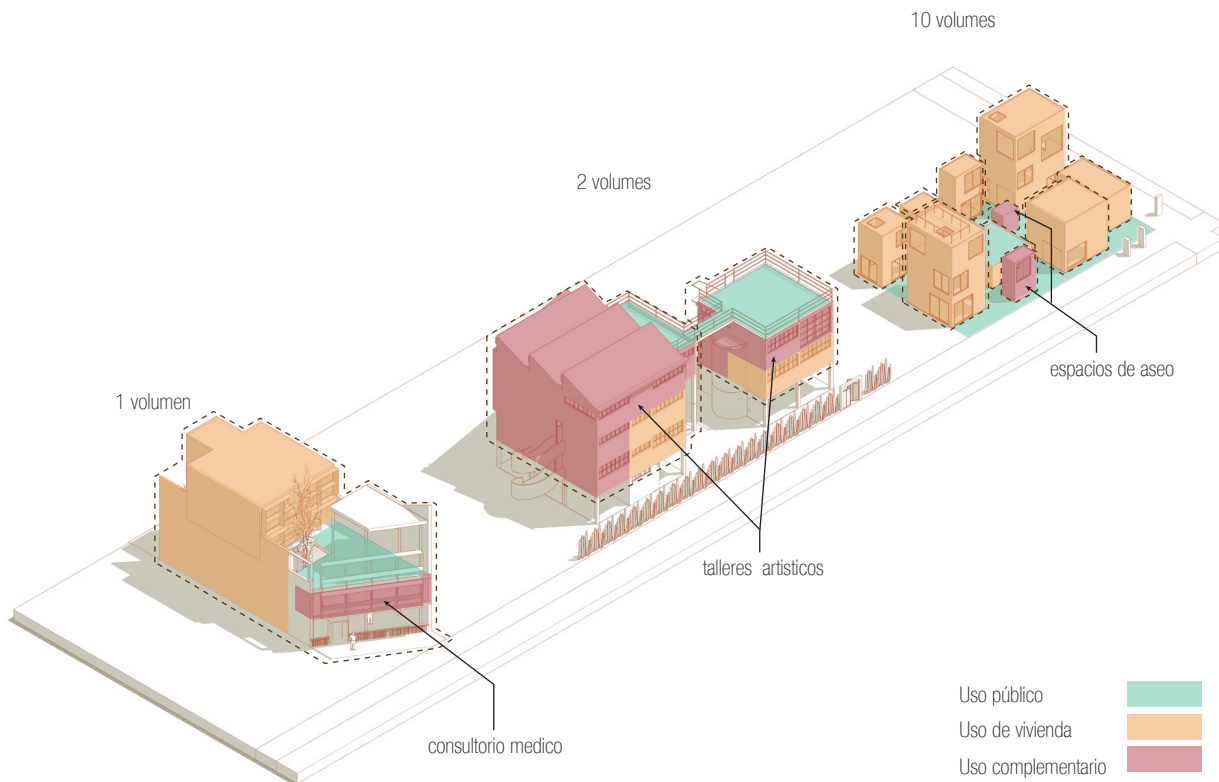 10 volumes
2 volumes
1 volumen
espacios de aseo
talleres artisticos
consultorio medico
Uso público
Uso de vivienda
Uso complementario